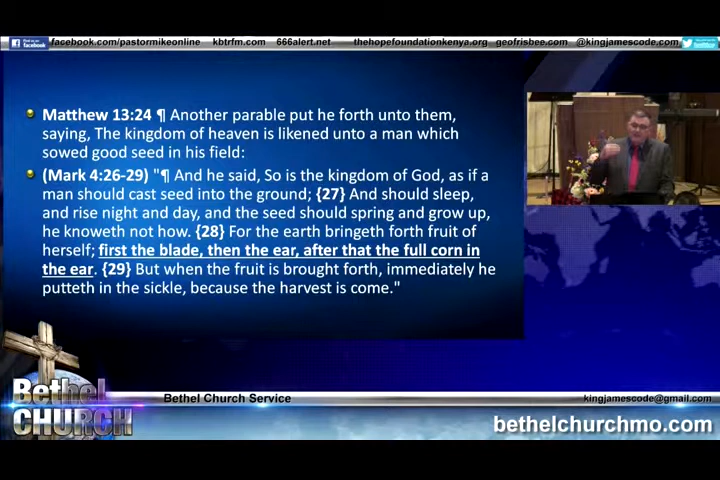 Find us on facebook
facebook.com/pastormikeonline kbtrfm.com 666alert.net thehopefoundationkenya.org geofrisbee.com @kingjamescode.com twitter
Matthew 13:24 ¶ Another parable put he forth unto them,
saying, The kingdom of heaven is likened unto a man which
sowed good seed in his field:
(Mark 4:26-29) "¶ And he said, So is the kingdom of God, as if a
man should cast seed into the ground; {27} And should sleep,
and rise night and day, and the seed should spring and grow up,
he knoweth not how. {28} For the earth bringeth forth fruit of
herself; first the blade, then the ear, after that the full corn in
the ear. {29} But when the fruit is brought forth, immediately he
putteth in the sickle, because the harvest is come."
Bethel
CHURCH
Bethel Church Service
kingjamescode@gmail.com
bethelchurchmo.com